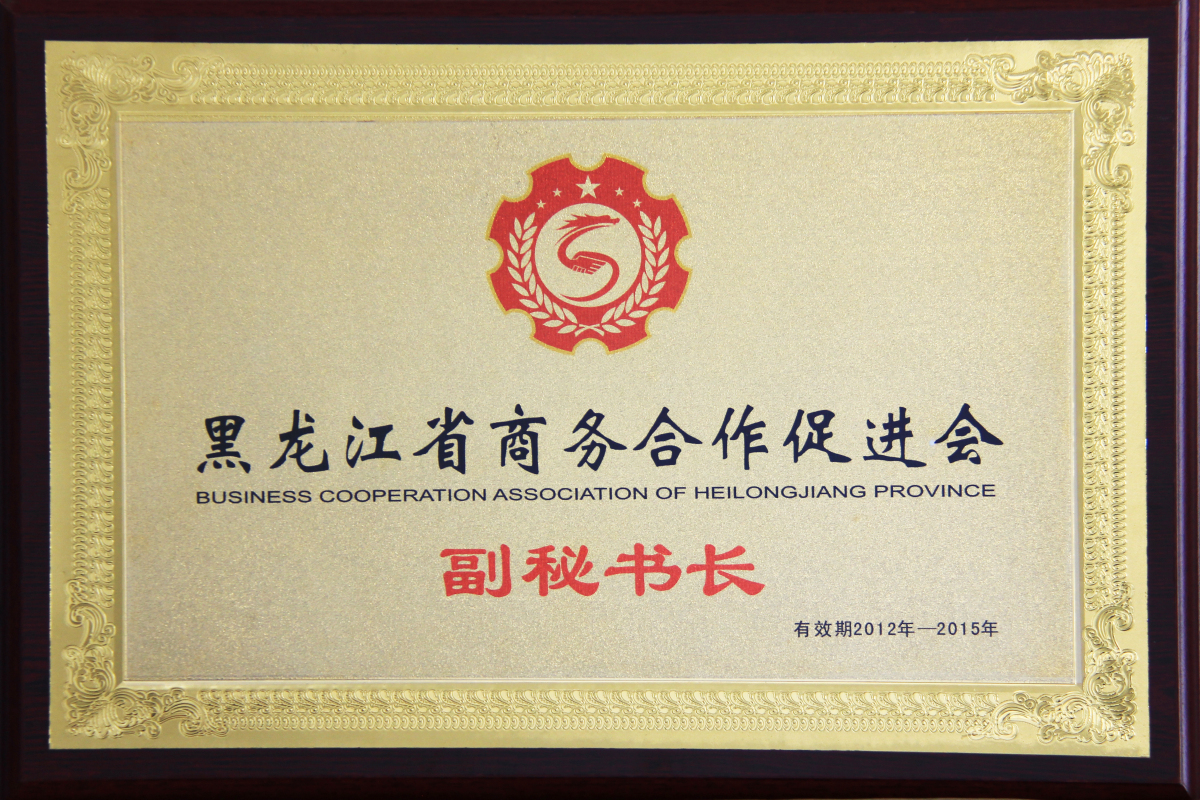 黑龙江省商务合作促进会
BUSINESS COOPERATION ASSOCIATION OF HEILONGJIANG PROVINCE
副秘书长
有效期2012年—2015年